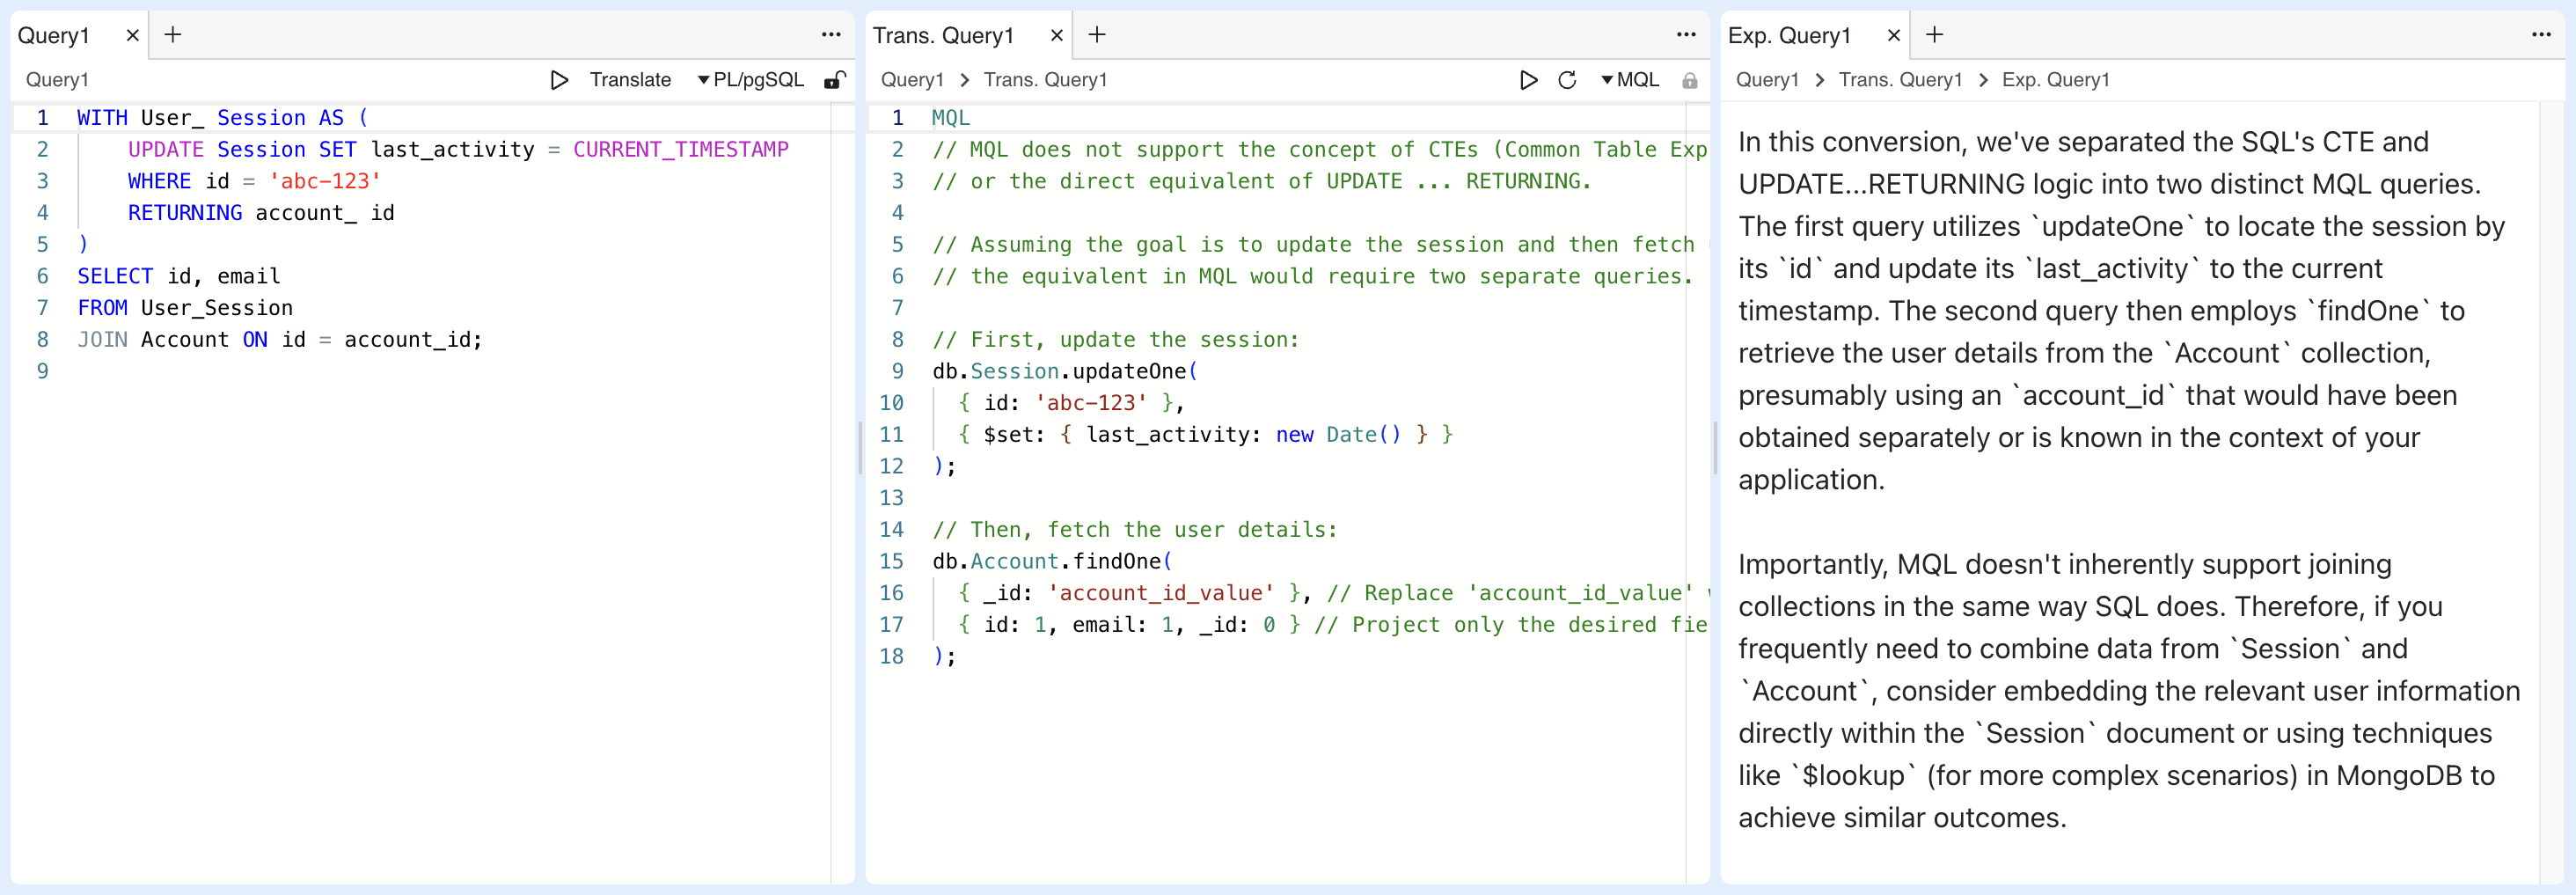 Query1
Query1
Translate PL/pgSQL
1 WITH User_ Session AS (
2 UPDATE Session SET last_activity = CURRENT_TIMESTAMP
3 WHERE id = 'abc-123'
4 RETURNING account_ id
5 )
6 SELECT id, email
7 FROM User_Session
8 JOIN Account ON id = account_id;
9
Trans. Query1
Query1 > Trans. Query1
MQL
1 MQL
2 // MQL does not support the concept of CTEs (Common Table Exp
3 // or the direct equivalent of UPDATE ... RETURNING.
4
5 // Assuming the goal is to update the session and then fetch
6 // the equivalent in MQL would require two separate queries.
7
8 // First, update the session:
9 db.Session.updateOne(
10 { id: 'abc-123' },
11 { $set: { last_activity: new Date() } }
12 );
13
14 // Then, fetch the user details:
15 db.Account.findOne(
16 { _id: 'account_id_value' }, // Replace 'account_id_value'
17 { id: 1, email: 1, _id: 0 } // Project only the desired fie
18 );
Exp. Query1
Query1 > Trans. Query1 > Exp. Query1
In this conversion, we've separated the SQL's CTE and
UPDATE...RETURNING logic into two distinct MQL queries.
The first query utilizes `updateOne` to locate the session by
its `id` and update its `last_activity` to the current
timestamp. The second query then employs `findOne` to
retrieve the user details from the `Account` collection,
presumably using an `account_id` that would have been
obtained separately or is known in the context of your
application.
Importantly, MQL doesn't inherently support joining
collections in the same way SQL does. Therefore, if you
frequently need to combine data from `Session` and
`Account`, consider embedding the relevant user information
directly within the `Session` document or using techniques
like `$lookup` (for more complex scenarios) in MongoDB to
achieve similar outcomes.